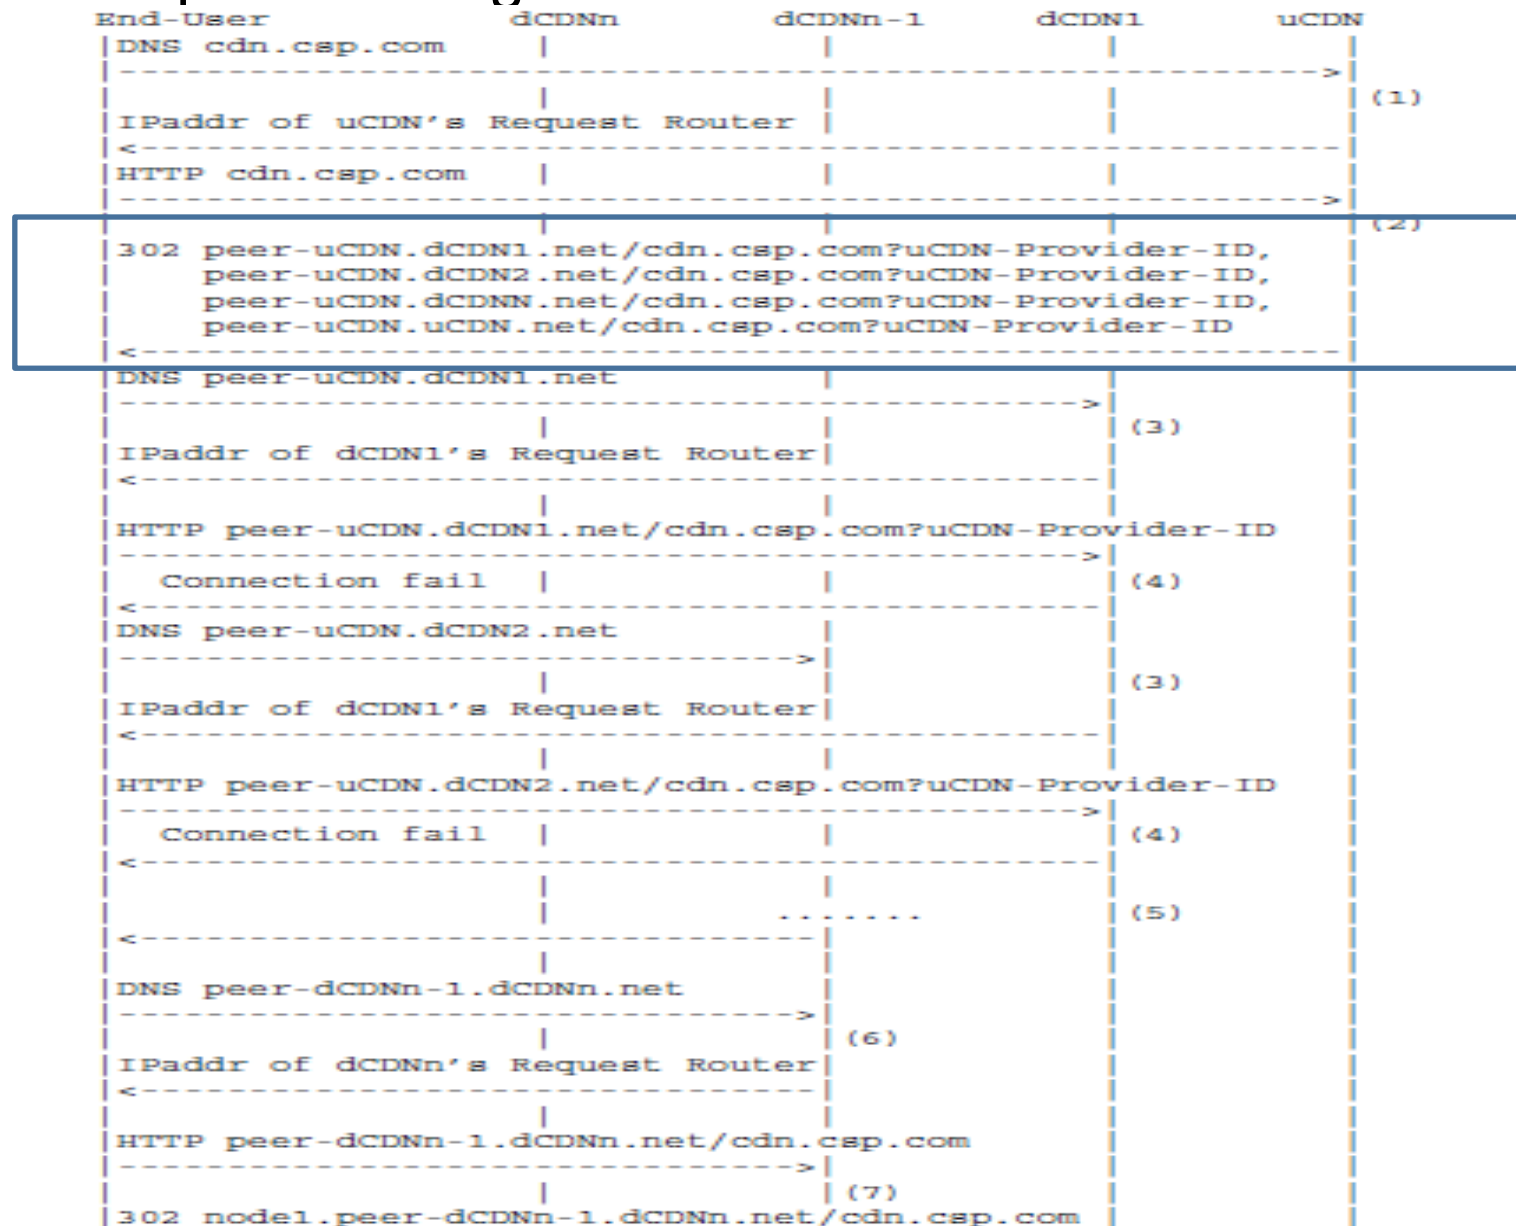 End-User dCDNn dCDNn-1 dCDN1 uCDN
DNS cdn.csp.com
(1)
IPaddr of uCDN's Request Router
HTTP cdn.csp.com
(2)
302 peer-uCDN.dCDN1.net/cdn.csp.com?uCDN-Provider-ID,
peer-uCDN.dCDN2.net/cdn.csp.com?uCDN-Provider-ID,
peer-uCDN.dCDNN.net/cdn.csp.com?uCDN-Provider-ID,
peer-uCDN.uCDN.net/cdn.csp.com?uCDN-Provider-ID
DNS peer-uCDN.dCDN1.net
(3)
IPaddr of dCDN1's Request Router
HTTP peer-uCDN.dCDN1.net/cdn.csp.com?uCDN-Provider-ID
Connection fail (4)
DNS peer-uCDN.dCDN2.net
(3)
IPaddr of dCDN1's Request Router
HTTP peer-uCDN.dCDN2.net/cdn.csp.com?uCDN-Provider-ID
Connection fail (4)
....... (5)
DNS peer-dCDNn-1.dCDNn.net
(6)
IPaddr of dCDNn's Request Router
HTTP peer-dCDNn-1.dCDNn.net/cdn.csp.com
(7)
302 node1.peer-dCDNn-1.dCDNn.net/cdn.csp.com